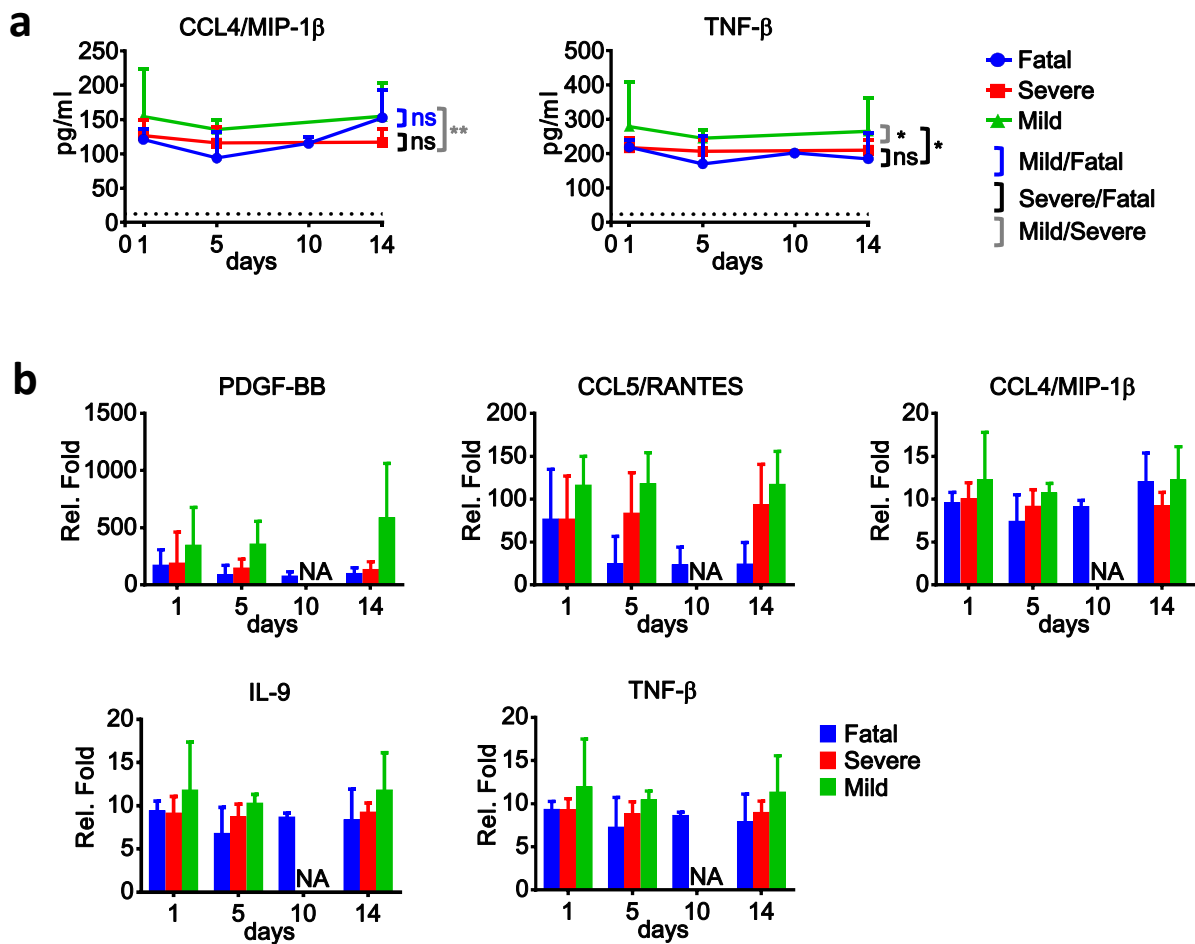 a
CCL4/MIP-1β
250
200
150
100
50
0
pg/ml
0 1 5 10 14
days
ns
ns
**
TNF-β
500
400
300
200
100
0
pg/ml
0 1 5 10 14
days
*
ns
*
Fatal
Severe
Mild
Mild/Fatal
Severe/Fatal
Mild/Severe
b
PDGF-BB
1500
1000
500
0
Rel. Fold
NA
1 5 10 14
days
CCL5/RANTES
200
150
100
50
0
Rel. Fold
NA
1 5 10 14
days
CCL4/MIP-1β
20
15
10
5
0
Rel. Fold
NA
1 5 10 14
days
IL-9
20
15
10
5
0
Rel. Fold
NA
1 5 10 14
days
TNF-β
20
15
10
5
0
Rel. Fold
NA
1 5 10 14
days
Fatal
Severe
Mild